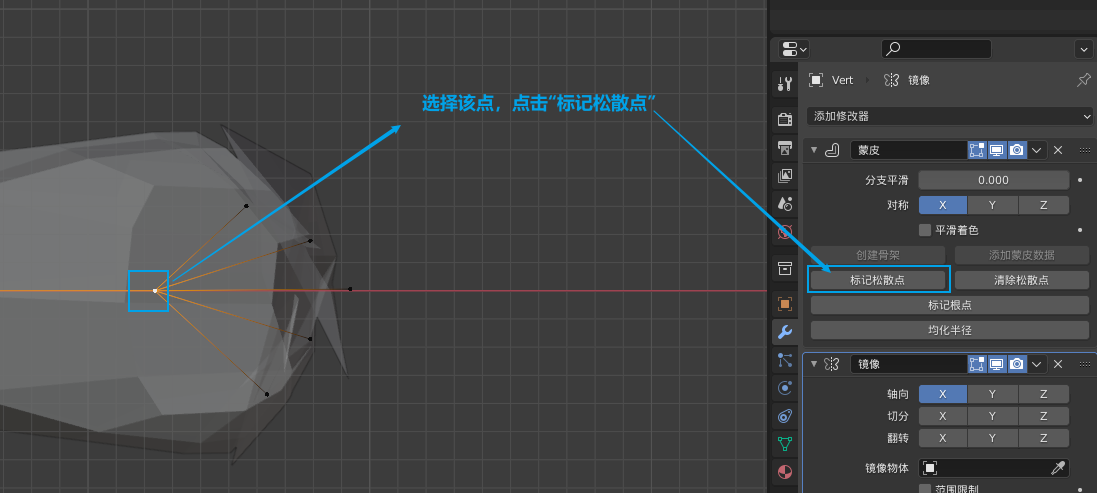 选择该点，点击“标记松散点”
Vert
镜像
添加修改器
蒙皮
分支平滑
0.000
对称
X
Y
Z
平滑着色
创建骨架
添加蒙皮数据
标记松散点
清除松散点
标记根点
均化半径
镜像
轴向
X
Y
Z
切分
X
Y
Z
翻转
X
Y
Z
镜像物体
范围限制